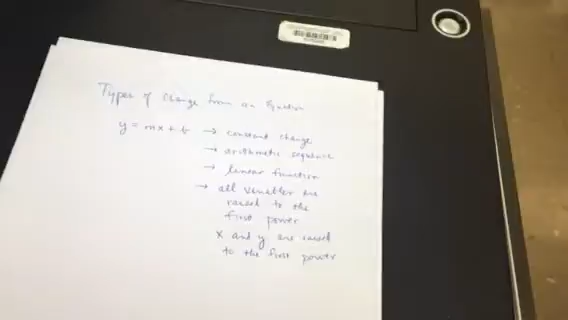 Types of Change from an Equation
y = mx + b → constant change
→ arithmetic sequence
→ linear function
→ all variables are
raised to the
first power
x and y are raised
to the first power